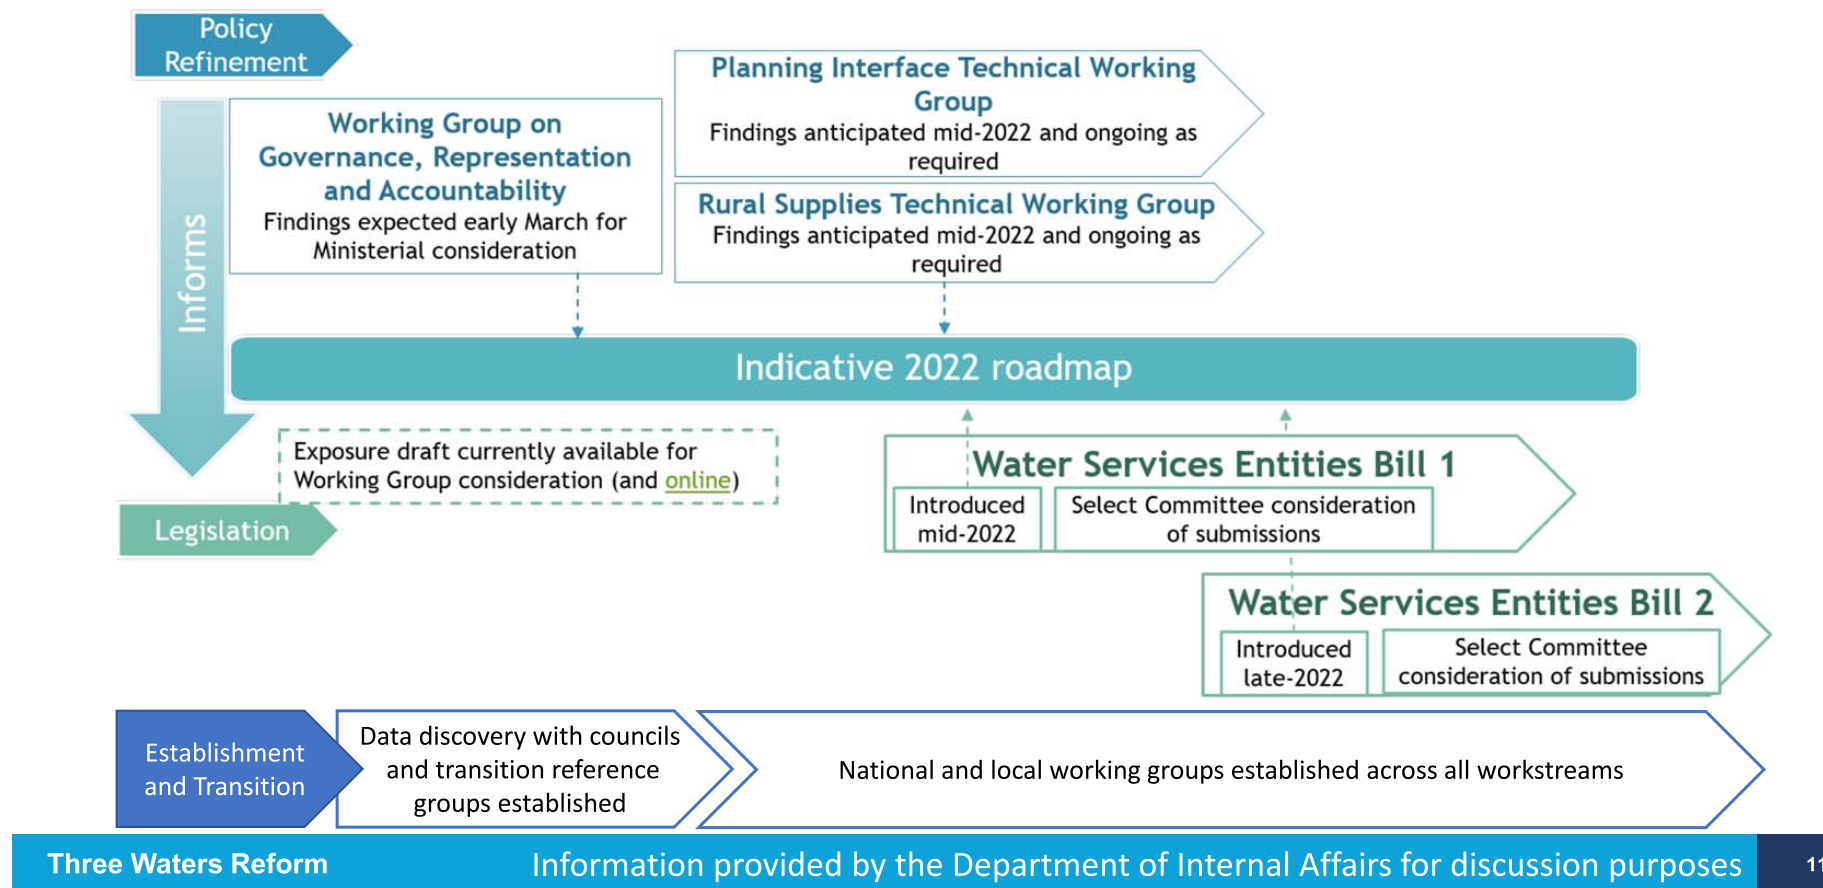 Policy
Refinement
Planning Interface Technical Working
Group
Findings anticipated mid-2022 and ongoing as
required
Working Group on
Governance, Representation
and Accountability
Findings expected early March for
Ministerial consideration
Rural Supplies Technical Working Group
Findings anticipated mid-2022 and ongoing as
required
Informs
Indicative 2022 roadmap
Exposure draft currently available for
Working Group consideration (and online)
Legislation
Water Services Entities Bill 1
Introduced
mid-2022
Select Committee consideration
of submissions
Water Services Entities Bill 2
Introduced
late-2022
Select Committee
consideration of submissions
Establishment
and Transition
Data discovery with councils
and transition reference
groups established
National and local working groups established across all workstreams
Three Waters Reform
Information provided by the Department of Internal Affairs for discussion purposes
11